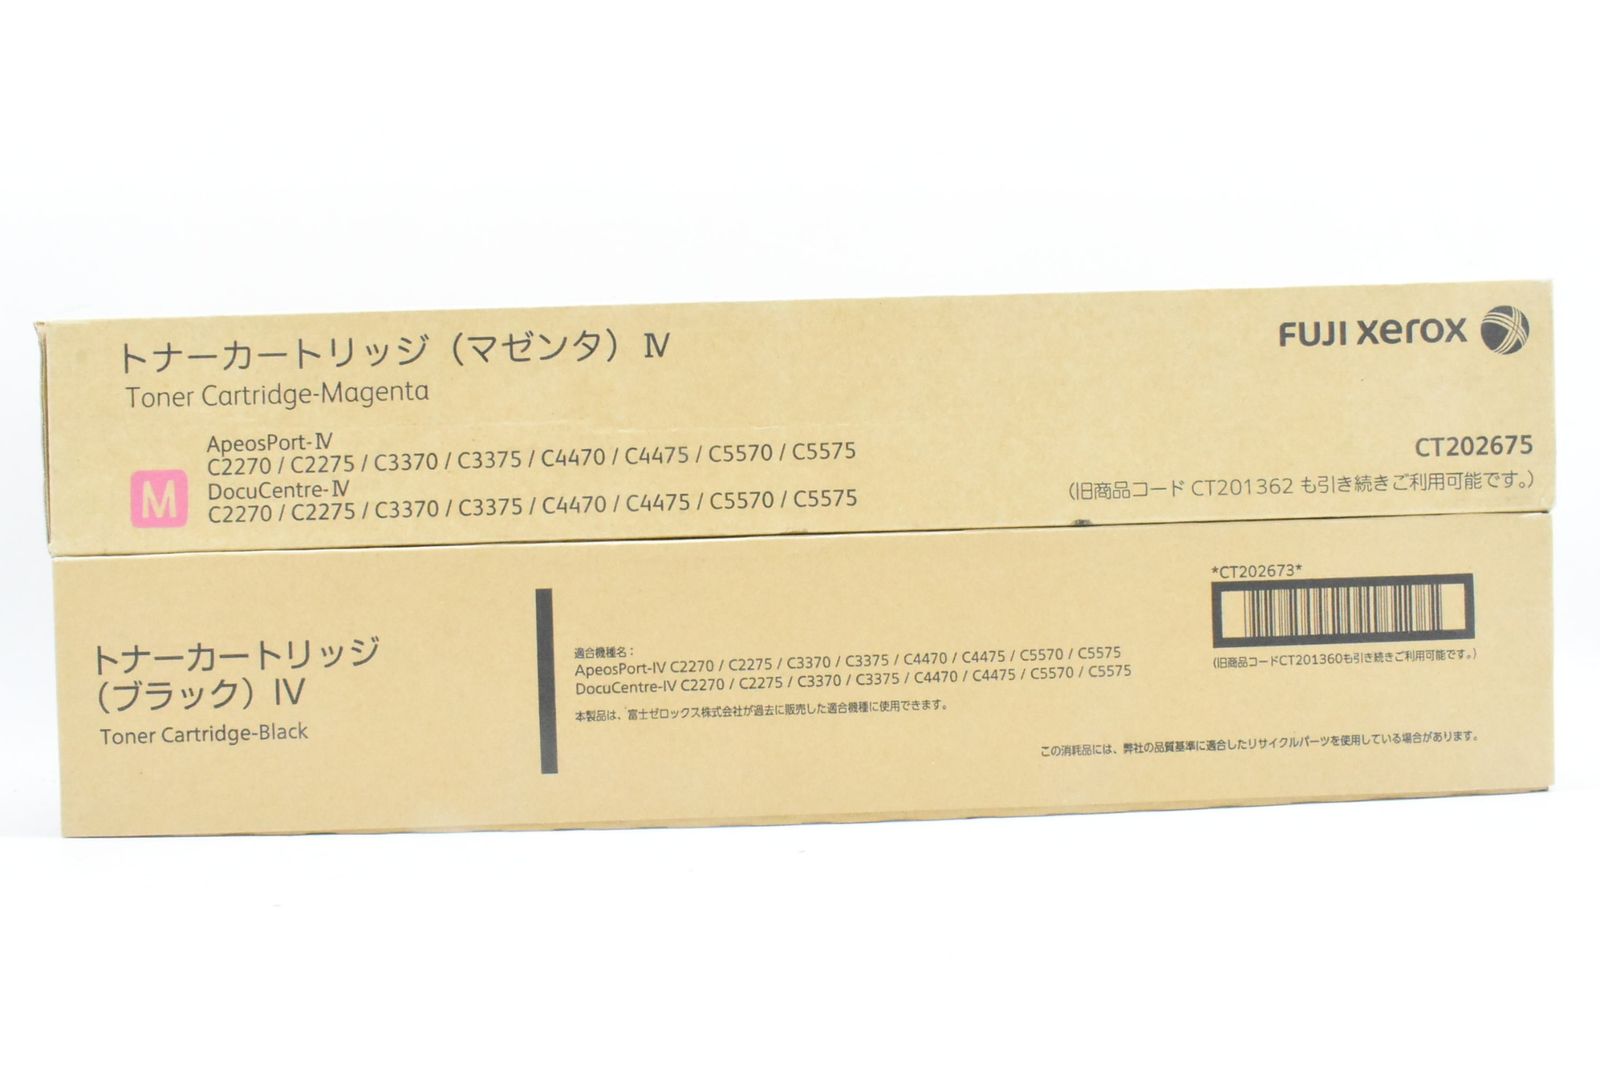 トナーカートリッジ（マゼンタ）Ⅳ
Toner Cartridge-Magenta
FUJI xerox
M
ApeosPort-Ⅳ
C2270 / C2275 / C3370 / C3375 / C4470 / C4475 / C5570 / C5575
DocuCentre-Ⅳ
C2270 / C2275 / C3370 / C3375 / C4470 / C4475 / C5570 / C5575
CT202675
（旧商品コード CT201362 も引き続きご利用可能です。）
トナーカートリッジ
（ブラック）IV
Toner Cartridge-Black
適合機種名：
ApeosPort-IV C2270 / C2275 / C3370 / C3375 / C4470 / C4475 / C5570 / C5575
DocuCentre-IV C2270 / C2275 / C3370 / C3375 / C4470 / C4475 / C5570 / C5575
本製品は、富士ゼロックス株式会社が過去に販売した適合機種に使用できます。
*CT202673*
（旧商品コードCT201360も引き続きご利用可能です。）
この消耗品には、弊社の品質基準に適合したリサイクルパーツを使用している場合があります。